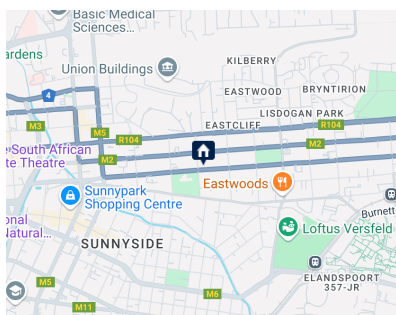 Basic Medical
Sciences...
ardens
Union Buildings
KILBERRY
4
EASTWOOD
BRYNTIRION
LISDOGAN PARK
M3
M5
EASTCLIFF
R104
R104
M2
South African
te Theatre
M2
Eastwoods
Sunnypark
Shopping Centre
Burnett
onal
Natural...
Loftus Versfeld
SUNNYSIDE
ELANDSPOORT
357-JR
M5
M6
M11